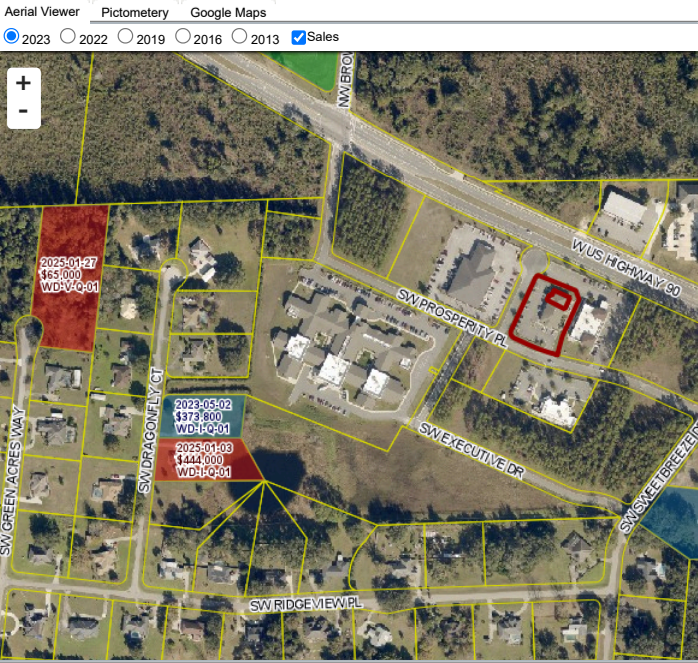 Aerial Viewer Pictometery Google Maps
2023 2022 2019 2016 2013 Sales
+
-
NW BRO
W US HIGHWAY 90
2025-01-27
$65,000
WD-V-Q-01
SW PROSPERITY PL
SW DRAGONFLY CT
2023-05-02
$373,800
WD-I-Q-01
2025-01-03
$444,000
WD-I-Q-01
SW GREEN ACRES WAY
SW EXECUTIVE DR
SW SWEETBREEZE D
SW RIDGEVIEW PL